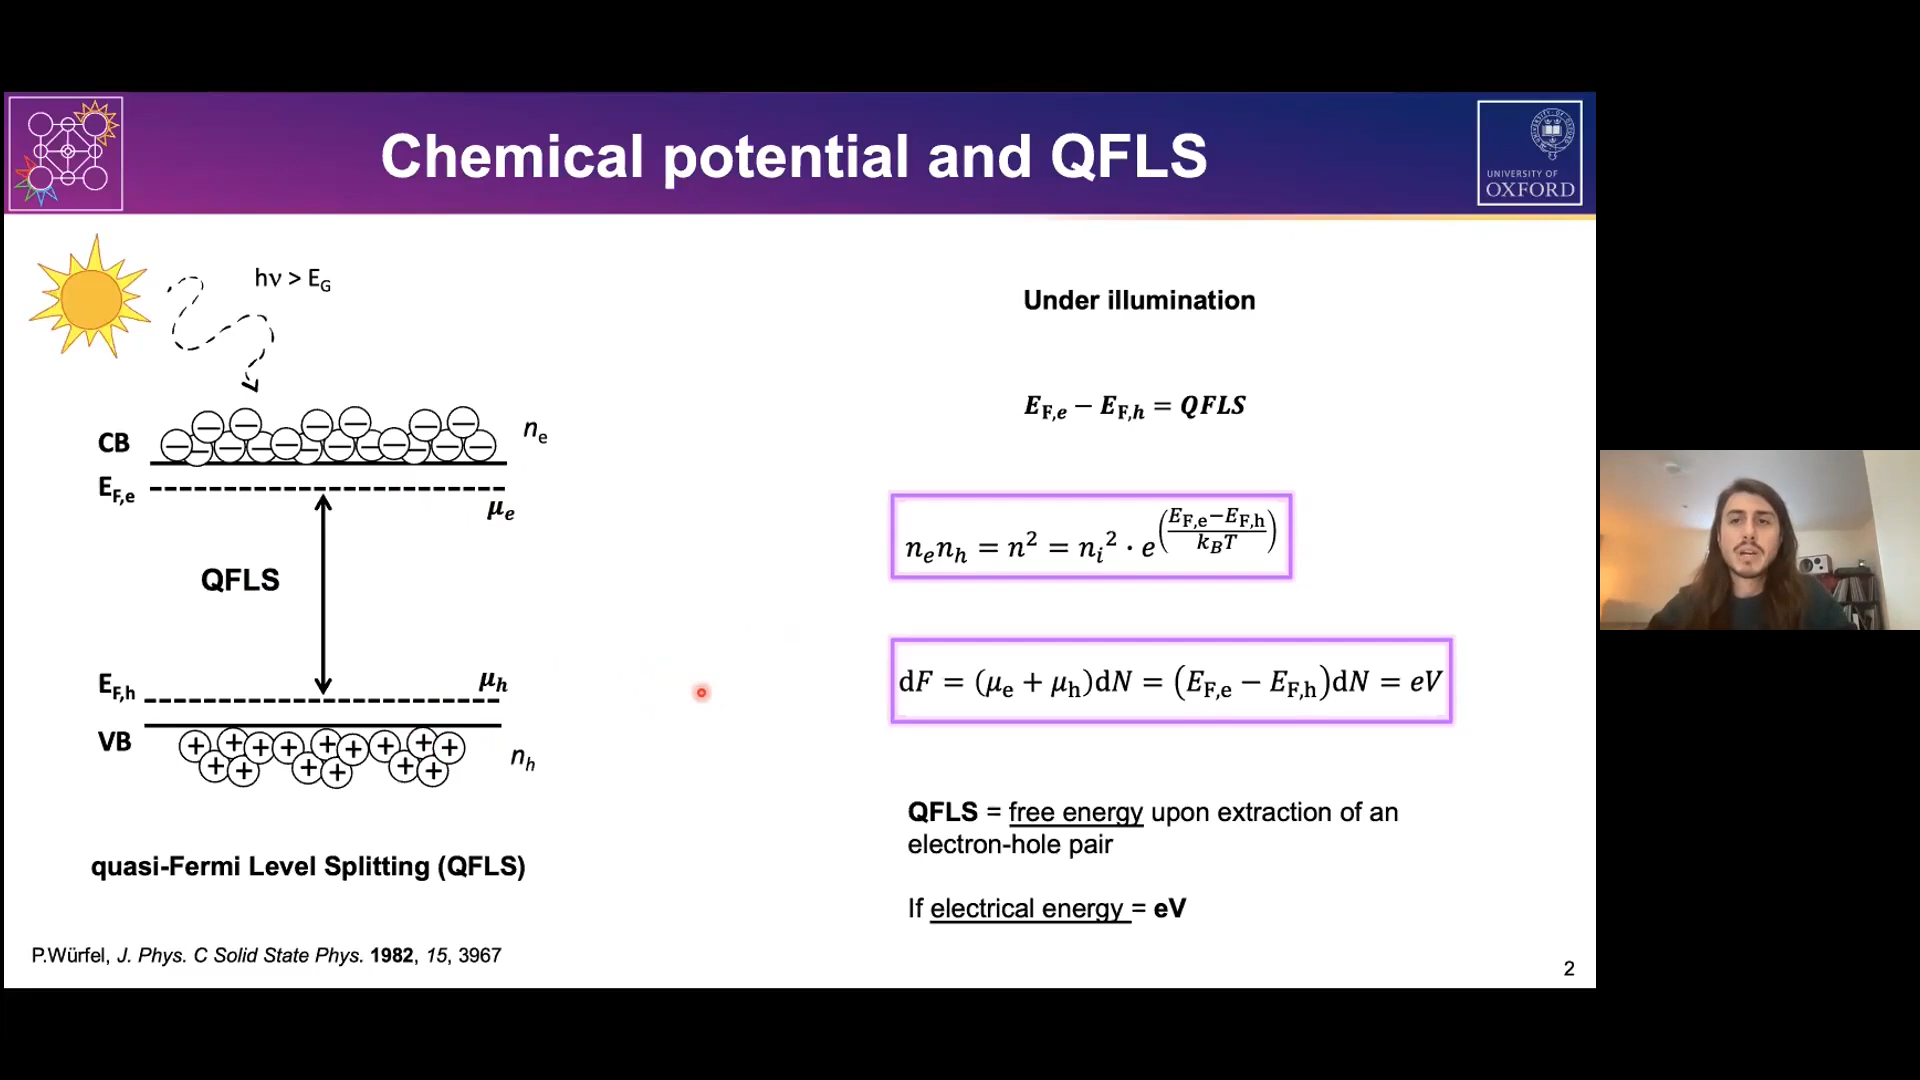 Chemical potential and QFLS
UNIVERSITY OF
OXFORD
hν > E_G
CB
n_e
E_F,e
μ_e
QFLS
E_F,h
μ_h
VB
n_h
quasi-Fermi Level Splitting (QFLS)
P.Würfel, J. Phys. C Solid State Phys. 1982, 15, 3967
Under illumination
E_F,e − E_F,h = QFLS
n_e n_h = n² = n_i² · e^((E_F,e−E_F,h)/(k_B T))
dF = (μ_e + μ_h)dN = (E_F,e − E_F,h)dN = eV
QFLS = free energy upon extraction of an
electron-hole pair
If electrical energy = eV
2